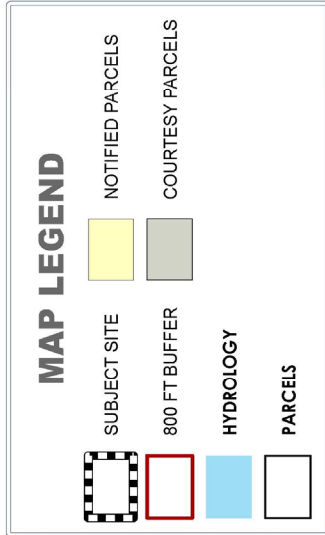 MAP LEGEND
SUBJECT SITE
800 FT BUFFER
HYDROLOGY
PARCELS
NOTIFIED PARCELS
COURTESY PARCELS